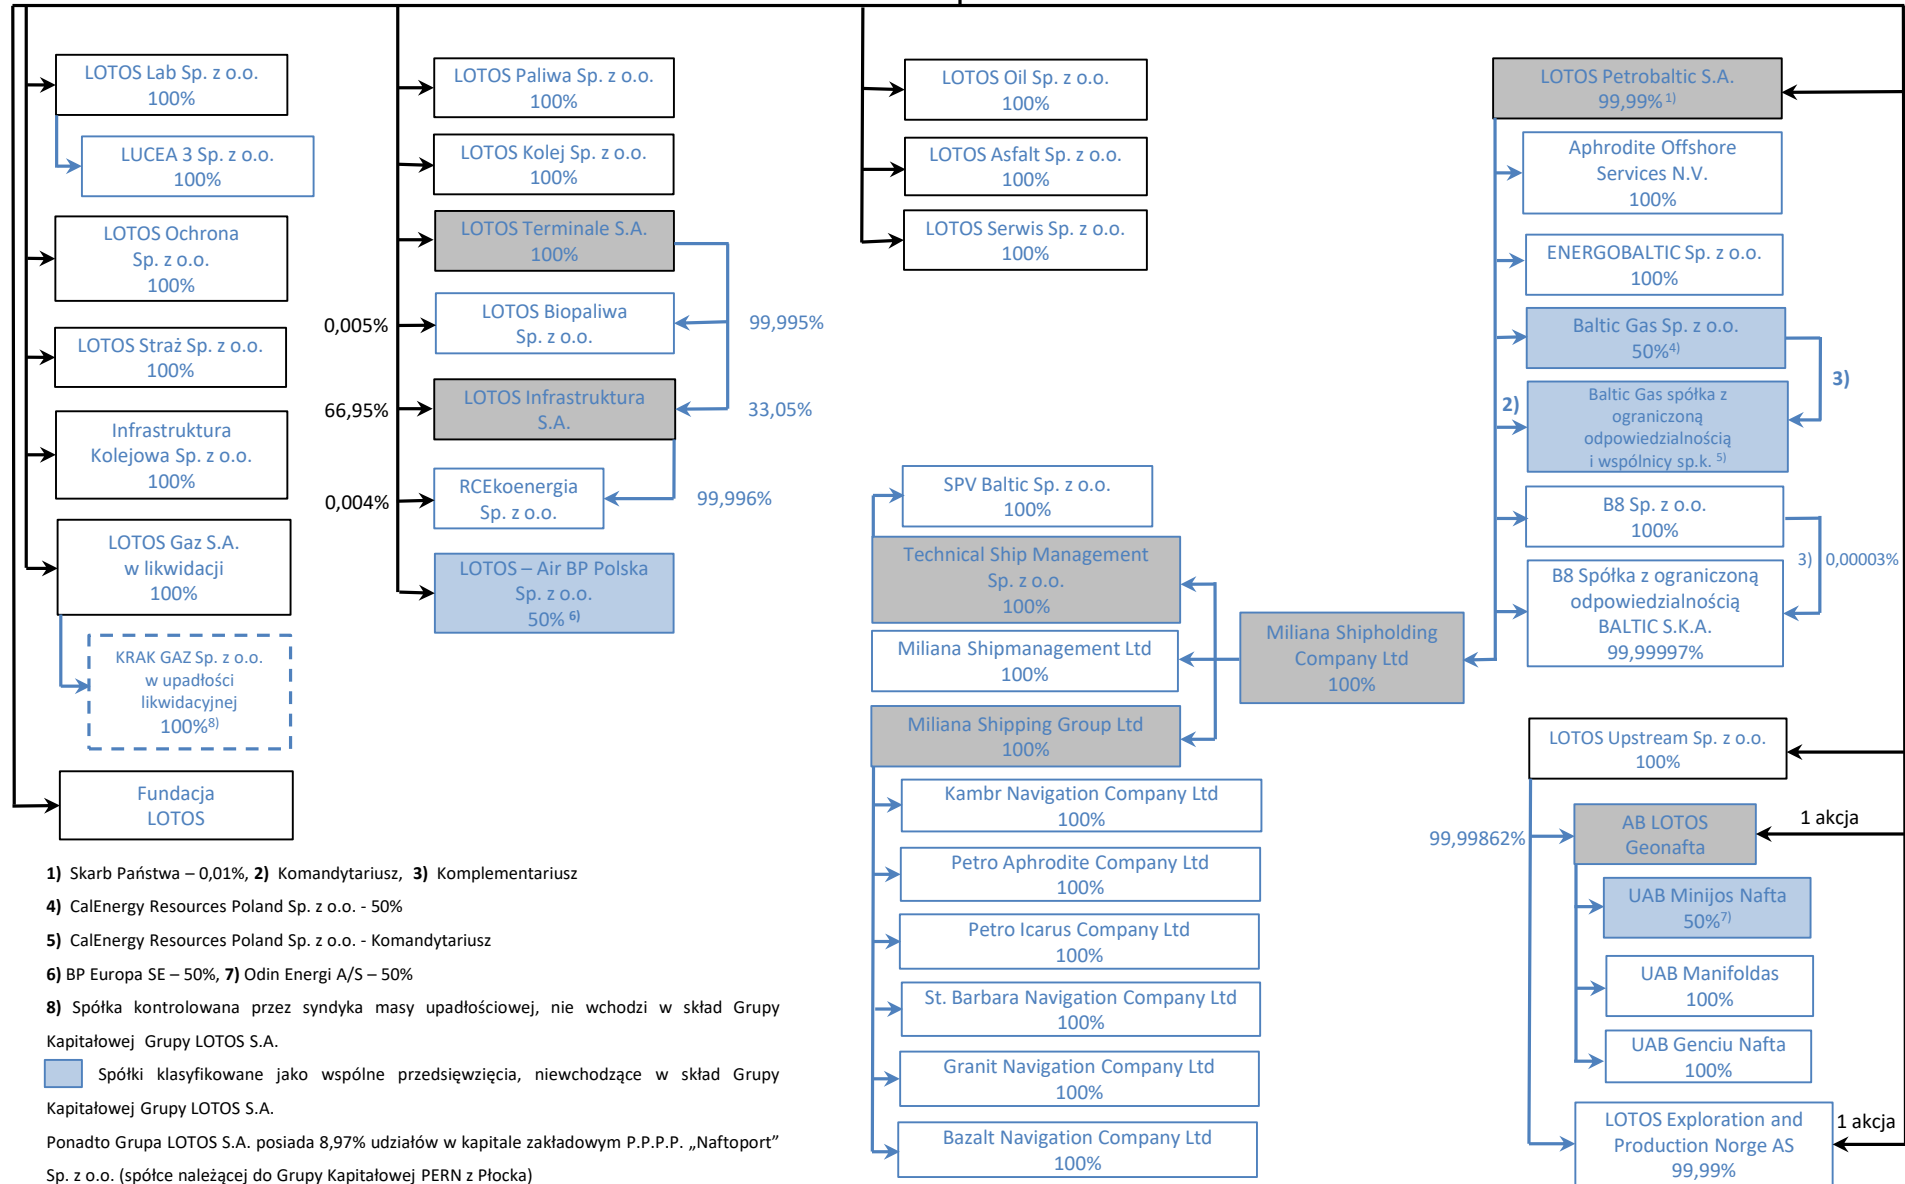 LOTOS Lab Sp. z o.o.
100%
LUCEA 3 Sp. z o.o.
100%
LOTOS Ochrona
Sp. z o.o.
100%
LOTOS Straż Sp. z o.o.
100%
Infrastruktura
Kolejowa Sp. z o.o.
100%
LOTOS Gaz S.A.
w likwidacji
100%
KRAK GAZ Sp. z o.o.
w upadłości
likwidacyjnej
100%8)
Fundacja
LOTOS
LOTOS Paliwa Sp. z o.o.
100%
LOTOS Kolej Sp. z o.o.
100%
LOTOS Terminale S.A.
100%
0,005%
LOTOS Biopaliwa
Sp. z o.o.
99,995%
66,95%
LOTOS Infrastruktura
S.A.
33,05%
0,004%
RCEkoenergia
Sp. z o.o.
99,996%
LOTOS – Air BP Polska
Sp. z o.o.
50% 6)
LOTOS Oil Sp. z o.o.
100%
LOTOS Asfalt Sp. z o.o.
100%
LOTOS Serwis Sp. z o.o.
100%
SPV Baltic Sp. z o.o.
100%
Technical Ship Management
Sp. z o.o.
100%
Miliana Shipmanagement Ltd
100%
Miliana Shipping Group Ltd
100%
Kambr Navigation Company Ltd
100%
Petro Aphrodite Company Ltd
100%
Petro Icarus Company Ltd
100%
St. Barbara Navigation Company Ltd
100%
Granit Navigation Company Ltd
100%
Bazalt Navigation Company Ltd
100%
Miliana Shipholding
Company Ltd
100%
LOTOS Petrobaltic S.A.
99,99% 1)
Aphrodite Offshore
Services N.V.
100%
ENERGOBALTIC Sp. z o.o.
100%
Baltic Gas Sp. z o.o.
50%4)
3)
2)
Baltic Gas spółka z
ograniczoną
odpowiedzialnością
i wspólnicy sp.k. 5)
B8 Sp. z o.o.
100%
3) 0,00003%
B8 Spółka z ograniczoną
odpowiedzialnością
BALTIC S.K.A.
99,99997%
LOTOS Upstream Sp. z o.o.
100%
99,99862%
AB LOTOS
Geonafta
1 akcja
UAB Minijos Nafta
50%7)
UAB Manifoldas
100%
UAB Genciu Nafta
100%
LOTOS Exploration and
Production Norge AS
99,99%
1 akcja
1) Skarb Państwa – 0,01%, 2) Komandytariusz, 3) Komplementariusz
4) CalEnergy Resources Poland Sp. z o.o. - 50%
5) CalEnergy Resources Poland Sp. z o.o. - Komandytariusz
6) BP Europa SE – 50%, 7) Odin Energi A/S – 50%
8) Spółka kontrolowana przez syndyka masy upadłościowej, nie wchodzi w skład Grupy
Kapitałowej Grupy LOTOS S.A.
Spółki klasyfikowane jako wspólne przedsięwzięcia, niewchodzące w skład Grupy
Kapitałowej Grupy LOTOS S.A.
Ponadto Grupa LOTOS S.A. posiada 8,97% udziałów w kapitale zakładowym P.P.P.P. „Naftoport”
Sp. z o.o. (spółce należącej do Grupy Kapitałowej PERN z Płocka)